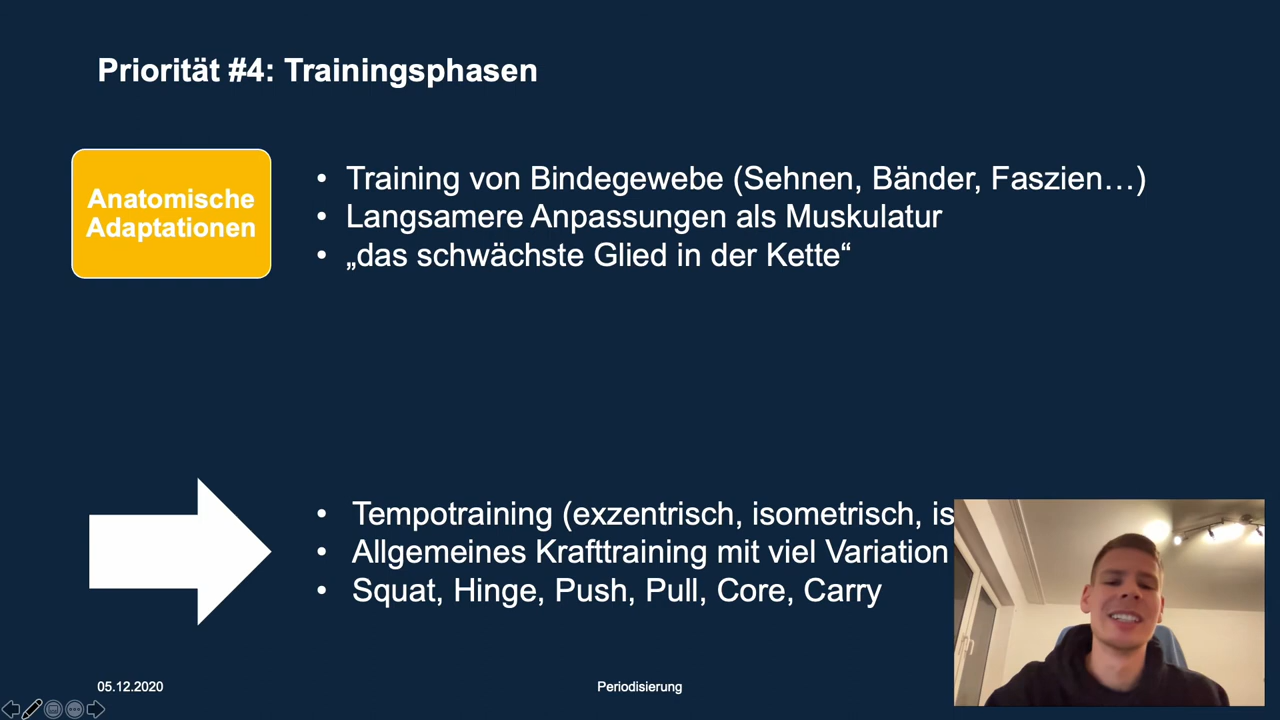 Priorität #4: Trainingsphasen
Anatomische
Adaptationen
• Training von Bindegewebe (Sehnen, Bänder, Faszien…)
• Langsamere Anpassungen als Muskulatur
• „das schwächste Glied in der Kette“
• Tempotraining (exzentrisch, isometrisch,
• Allgemeines Krafttraining mit viel Variation
• Squat, Hinge, Push, Pull, Core, Carry
05.12.2020
Periodisierung